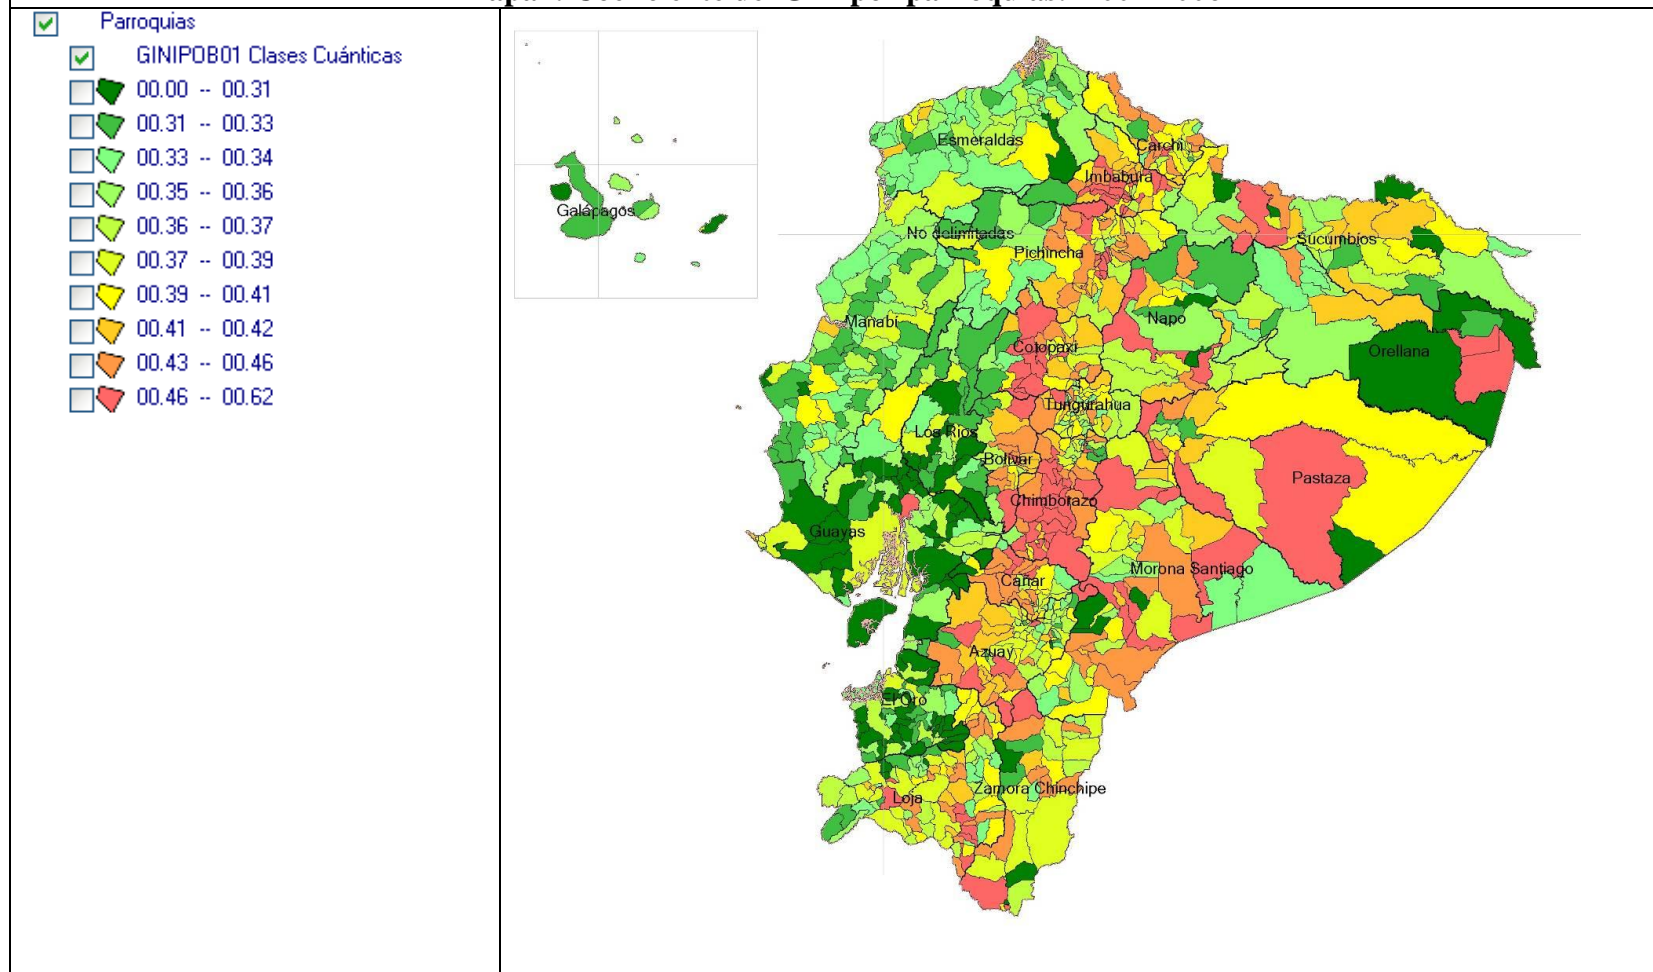 Parroquias
GINIPOB01 Clases Cuánticas
00.00 -- 00.31
00.31 -- 00.33
00.33 -- 00.34
00.35 -- 00.36
00.36 -- 00.37
00.37 -- 00.39
00.39 -- 00.41
00.41 -- 00.42
00.43 -- 00.46
00.46 -- 00.62
Esmeraldas
Carchi
Imbabura
Galápagos
No delimitadas
Sucumbíos
Pichincha
Napo
Manabí
Cotopaxi
Orellana
Tungurahua
Los Ríos
Bolívar
Pastaza
Chimborazo
Guayas
Morona Santiago
Cañar
Azuay
El Oro
Zamora Chinchipe
Loja